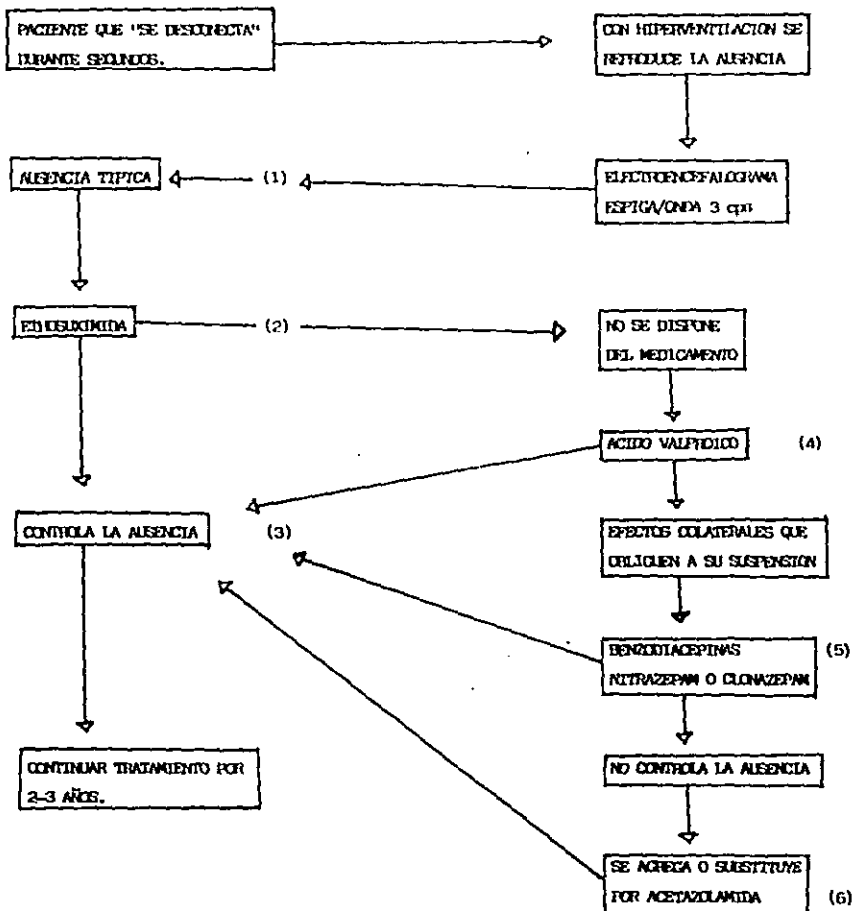 PACIENTE QUE "SE DESCONECTA"
DURANTE SEGUNDOS.
CON HIPERVENTILACION SE
REPRODUCE LA AUSENCIA
AUSENCIA TIPICA
(1)
ELECTROENCEFALOGRAMA
ESPIGA/ONDA 3 cps
ETHOSUXIMIDA
(2)
NO SE DISPONE
DEL MEDICAMENTO
ACIDO VALPROICO
(4)
CONTROLA LA AUSENCIA
(3)
EFECTOS COLATERALES QUE
OBLIGUEN A SU SUSPENSIÓN
BENZODIACEPINAS
NITRAZEPAM O CLONAZEPAM
(5)
CONTINUAR TRATAMIENTO POR
2-3 AÑOS.
NO CONTROLA LA AUSENCIA
SE AGREGA O SUBSTITUYE
POR ACETAZOLAMIDA
(6)